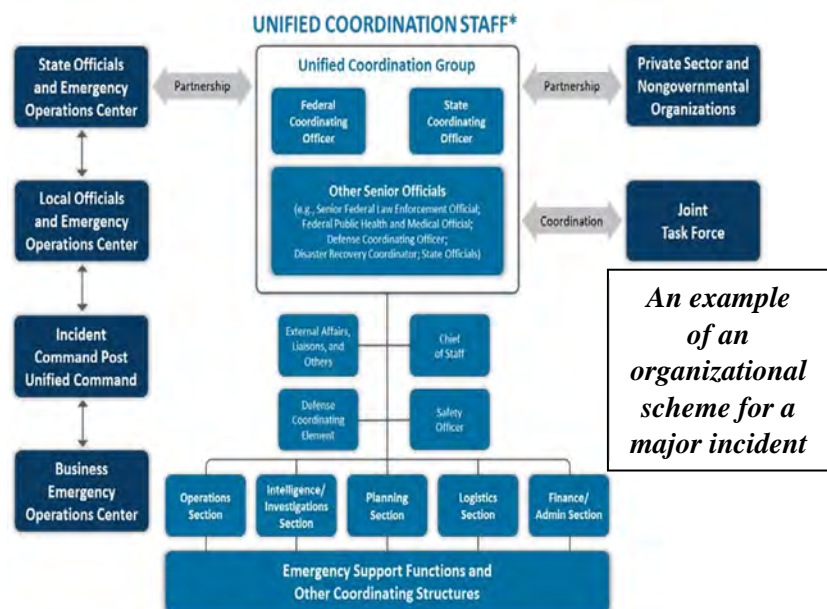 UNIFIED COORDINATION STAFF*
State Officials
and Emergency
Operations Center
Partnership
Unified Coordination Group
Federal
Coordinating
Officer
State
Coordinating
Officer
Other Senior Officials
(e.g., Senior Federal Law Enforcement Official;
Federal Public Health and Medical Official;
Defense Coordinating Officer;
Disaster Recovery Coordinator; State Officials)
Partnership
Private Sector and
Nongovernmental
Organizations
Local Officials
and Emergency
Operations Center
Coordination
Joint
Task Force
An example
of an
organizational
scheme for a
major incident
Incident
Command Post
Unified Command
External Affairs,
Liaisons, and
Others
Chief
of Staff
Defense
Coordinating
Element
Safety
Officer
Business
Emergency
Operations Center
Operations
Section
Intelligence/
Investigations
Section
Planning
Section
Logistics
Section
Finance/
Admin Section
Emergency Support Functions and
Other Coordinating Structures